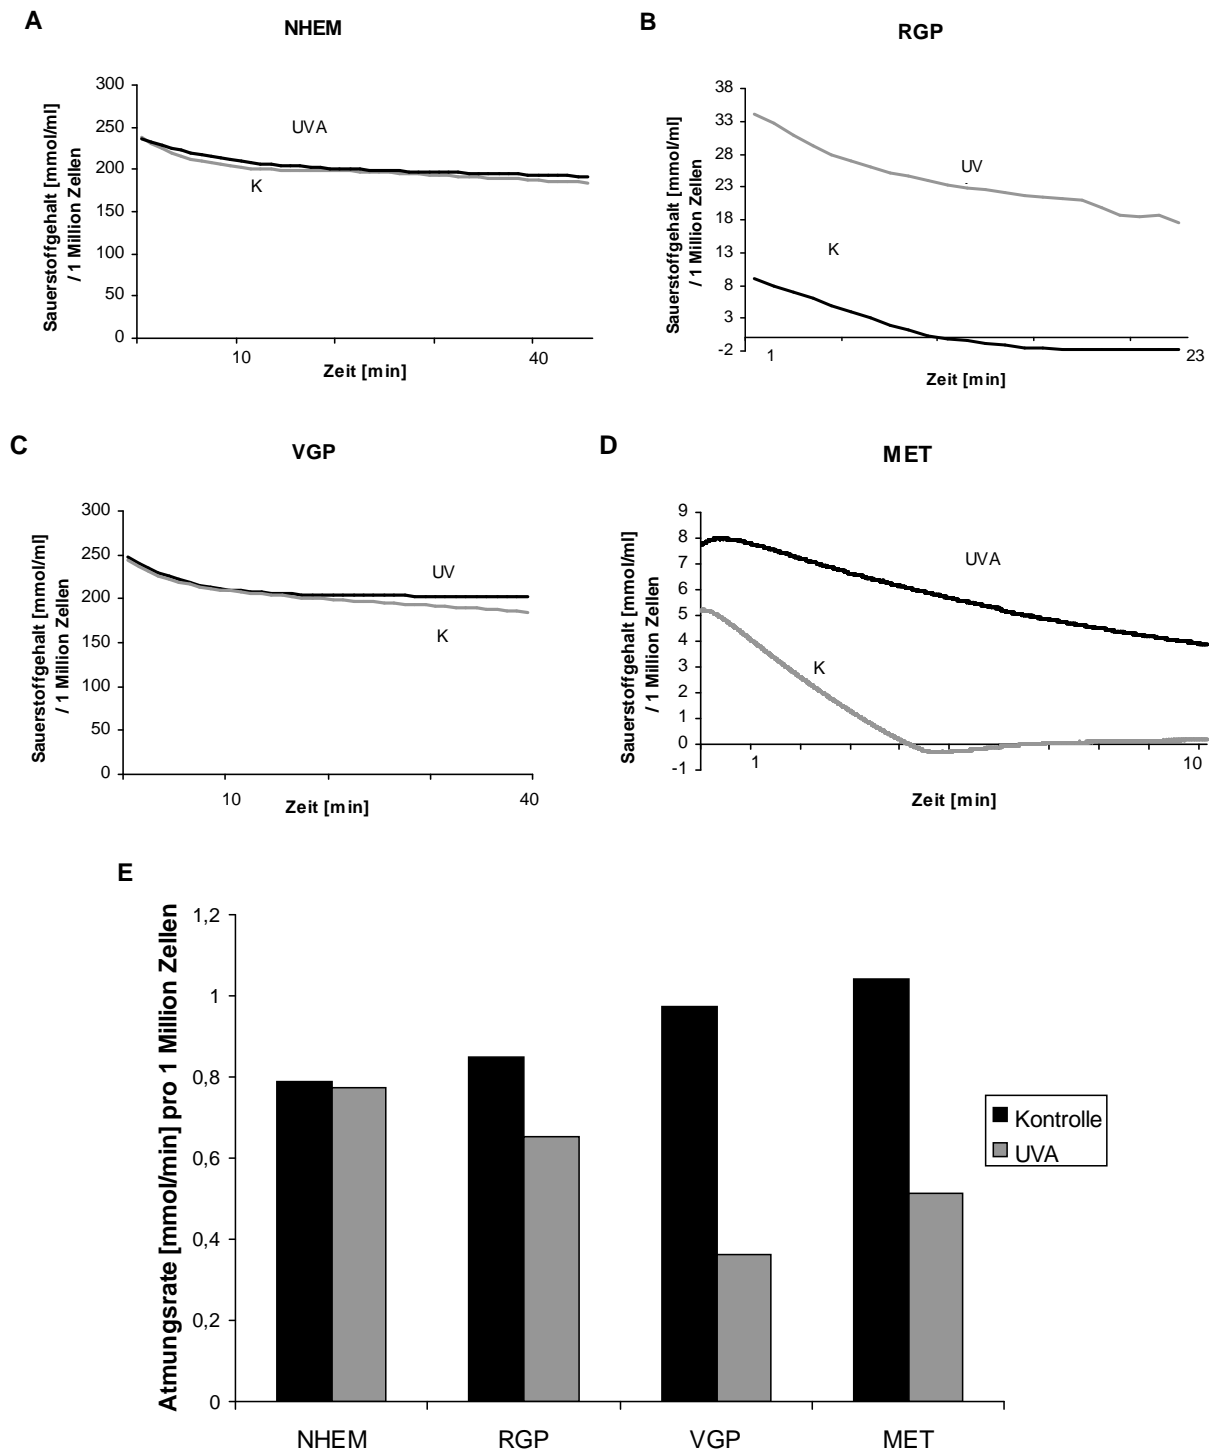 A
NHEM
Sauerstoffgehalt [mmol/ml]
/ 1 Million Zellen
300
250
200
150
100
50
0
UVA
K
10
40
Zeit [min]
B
RGP
Sauerstoffgehalt [mmol/ml]
/ 1 Million Zellen
38
33
28
23
18
13
8
3
-2
UV
K
1
23
Zeit [min]
C
VGP
Sauerstoffgehalt [mmol/ml]
/ 1 Million Zellen
300
250
200
150
100
50
0
UV
K
10
40
Zeit [min]
D
MET
Sauerstoffgehalt [mmol/ml]
/ 1 Million Zellen
9
8
7
6
5
4
3
2
1
0
-1
UVA
K
1
10
Zeit [min]
E
Atmungsrate [mmol/min] pro 1 Million Zellen
1,2
1
0,8
0,6
0,4
0,2
0
NHEM
RGP
VGP
MET
Kontrolle
UVA